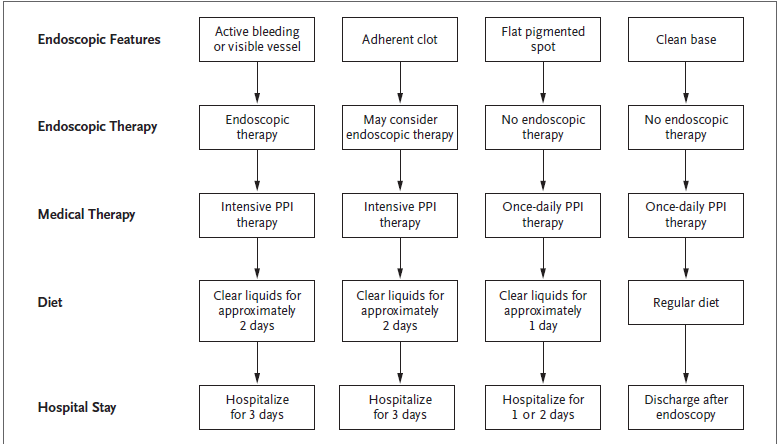 Endoscopic Features
Active bleeding
or visible vessel
Adherent clot
Flat pigmented
spot
Clean base
Endoscopic Therapy
Endoscopic
therapy
May consider
endoscopic therapy
No endoscopic
therapy
No endoscopic
therapy
Medical Therapy
Intensive PPI
therapy
Intensive PPI
therapy
Once-daily PPI
therapy
Once-daily PPI
therapy
Diet
Clear liquids for
approximately
2 days
Clear liquids for
approximately
2 days
Clear liquids for
approximately
1 day
Regular diet
Hospital Stay
Hospitalize
for 3 days
Hospitalize
for 3 days
Hospitalize for
1 or 2 days
Discharge after
endoscopy